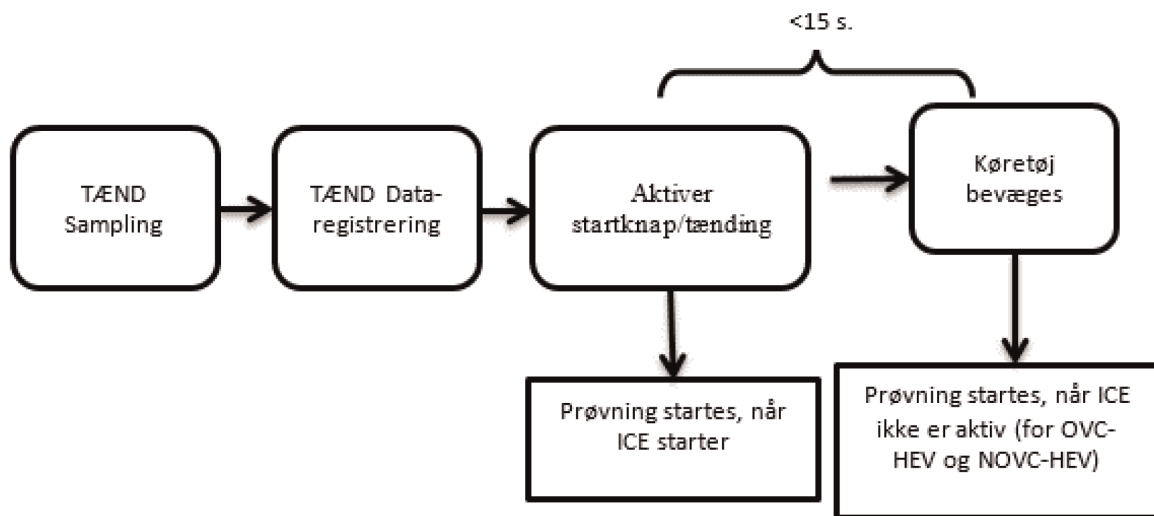 <15 s.
TÆND
Sampling
TÆND Data-
registrering
Aktiver
startknap/tænding
Køretøj
bevæges
Prøvning startes, når
ICE starter
Prøvning startes, når ICE
ikke er aktiv (for OVC-
HEV og NOVC-HEV)